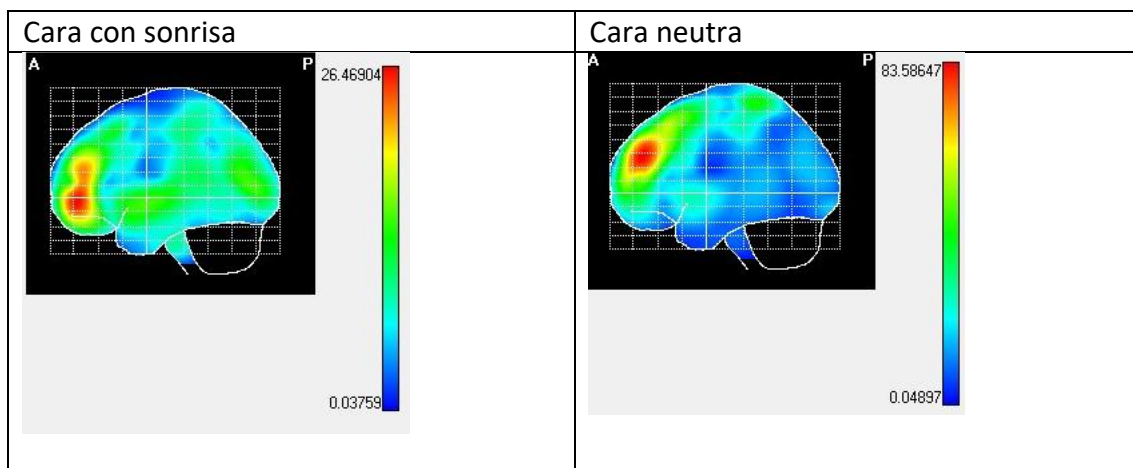 Cara con sonrisa
Cara neutra
A
P
26.46904
0.03759
A
P
83.58647
0.04897